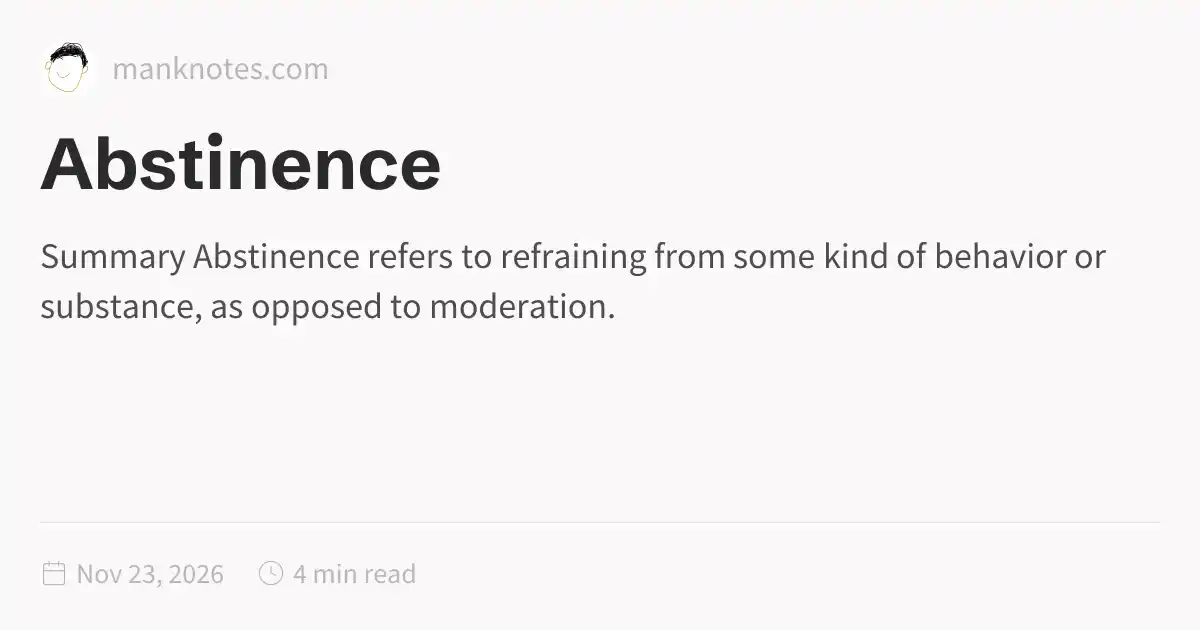 manknotes.com
Abstinence
Summary Abstinence refers to refraining from some kind of behavior or
substance, as opposed to moderation.
Nov 23, 2026 4 min read